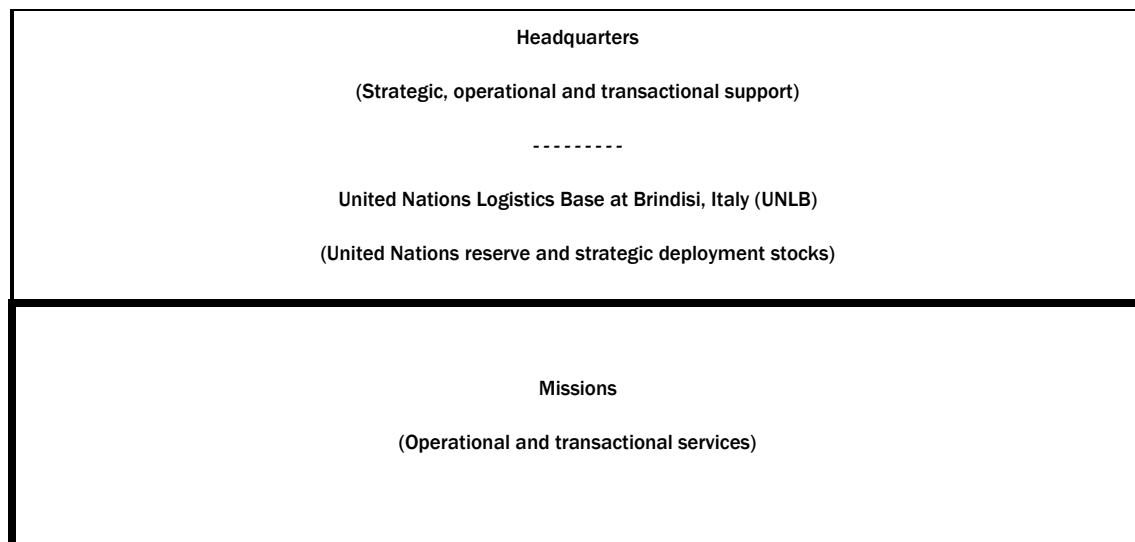 Headquarters
(Strategic, operational and transactional support)
---------
United Nations Logistics Base at Brindisi, Italy (UNLB)
(United Nations reserve and strategic deployment stocks)
Missions
(Operational and transactional services)